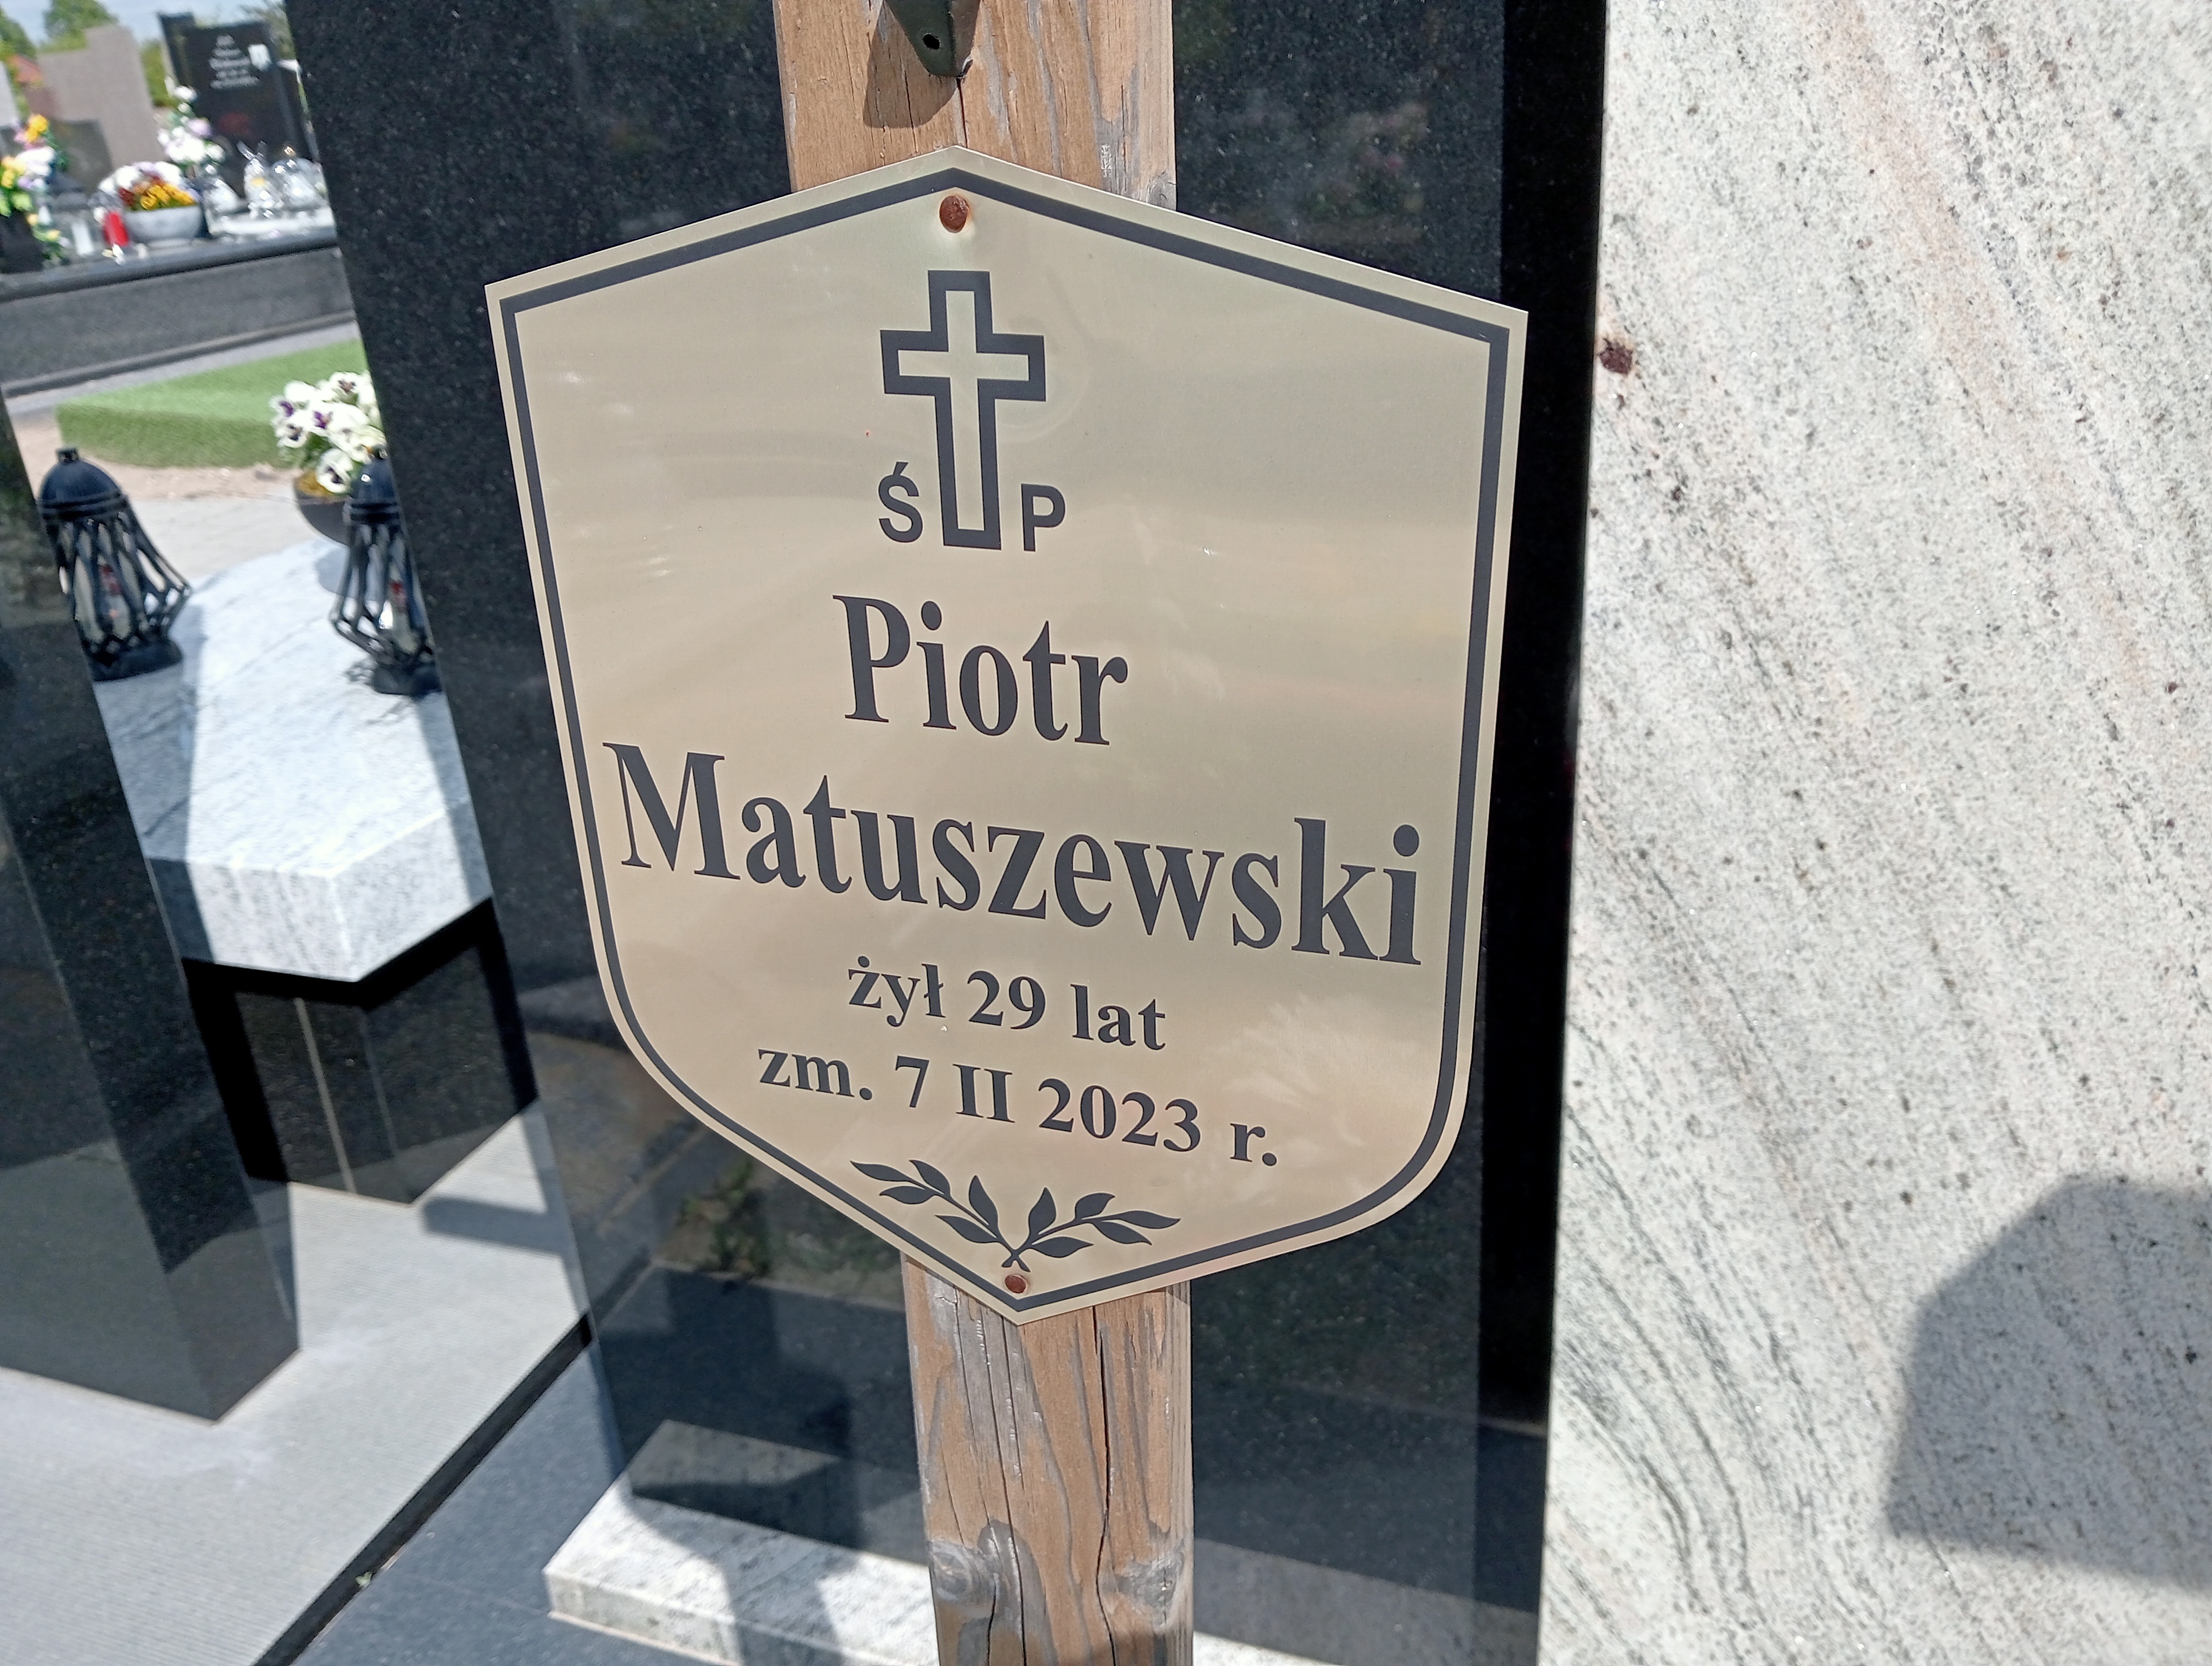 Ś P
Piotr
Matuszewski
żył 29 lat
zm. 7 II 2023 r.